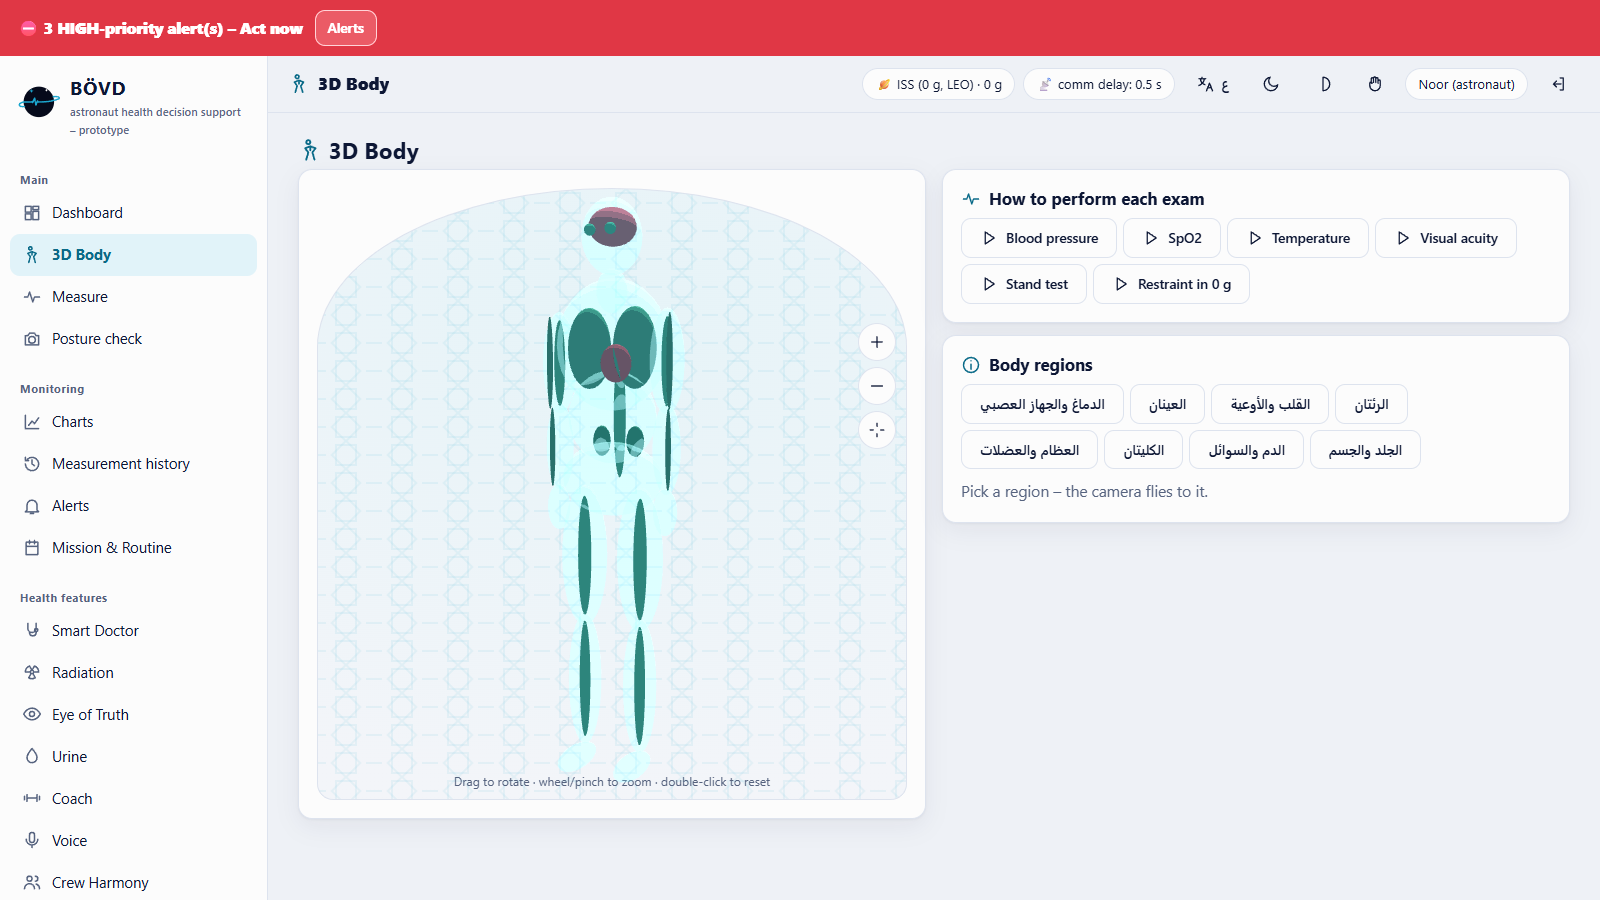 3 HIGH-priority alert(s) – Act now
Alerts
BÖVD
astronaut health decision support
– prototype
3D Body
ISS (0 g, LEO) · 0 g
comm delay: 0.5 s
ع
Noor (astronaut)
Main
Dashboard
3D Body
Measure
Posture check
Monitoring
Charts
Measurement history
Alerts
Mission & Routine
Health features
Smart Doctor
Radiation
Eye of Truth
Urine
Coach
Voice
Crew Harmony
3D Body
Drag to rotate · wheel/pinch to zoom · double-click to reset
How to perform each exam
Blood pressure
SpO2
Temperature
Visual acuity
Stand test
Restraint in 0 g
Body regions
الدماغ والجهاز العصبي
العينان
القلب والأوعية
الرئتان
العظام والعضلات
الكليتان
الدم والسوائل
الجلد والجسم
Pick a region – the camera flies to it.